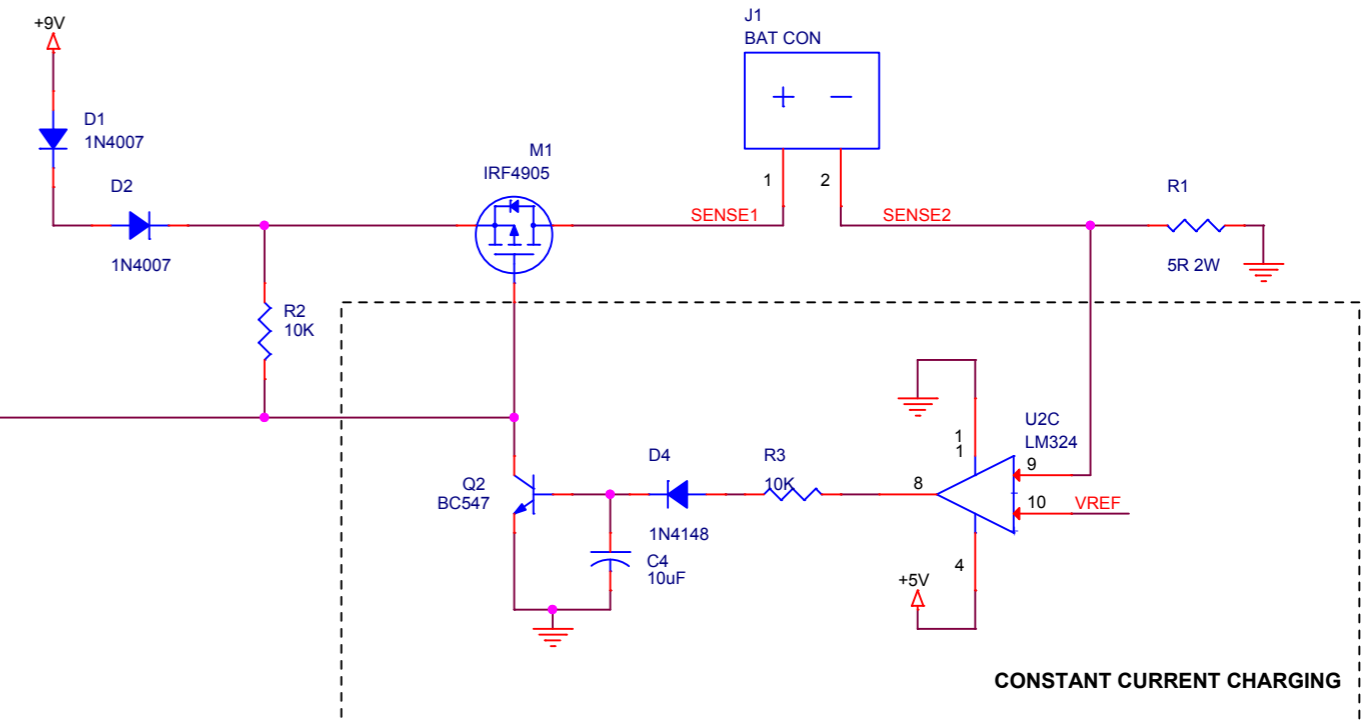 J1
BAT CON
+9V
D1
1N4007
M1
IRF4905
D2
1N4007
+ −
1
2
SENSE1
SENSE2
R1
5R 2W
R2
10K
U2C
LM324
1
1
9
8
10
VREF
4
+5V
D4
1N4148
R3
10K
Q2
BC547
C4
10uF
CONSTANT CURRENT CHARGING